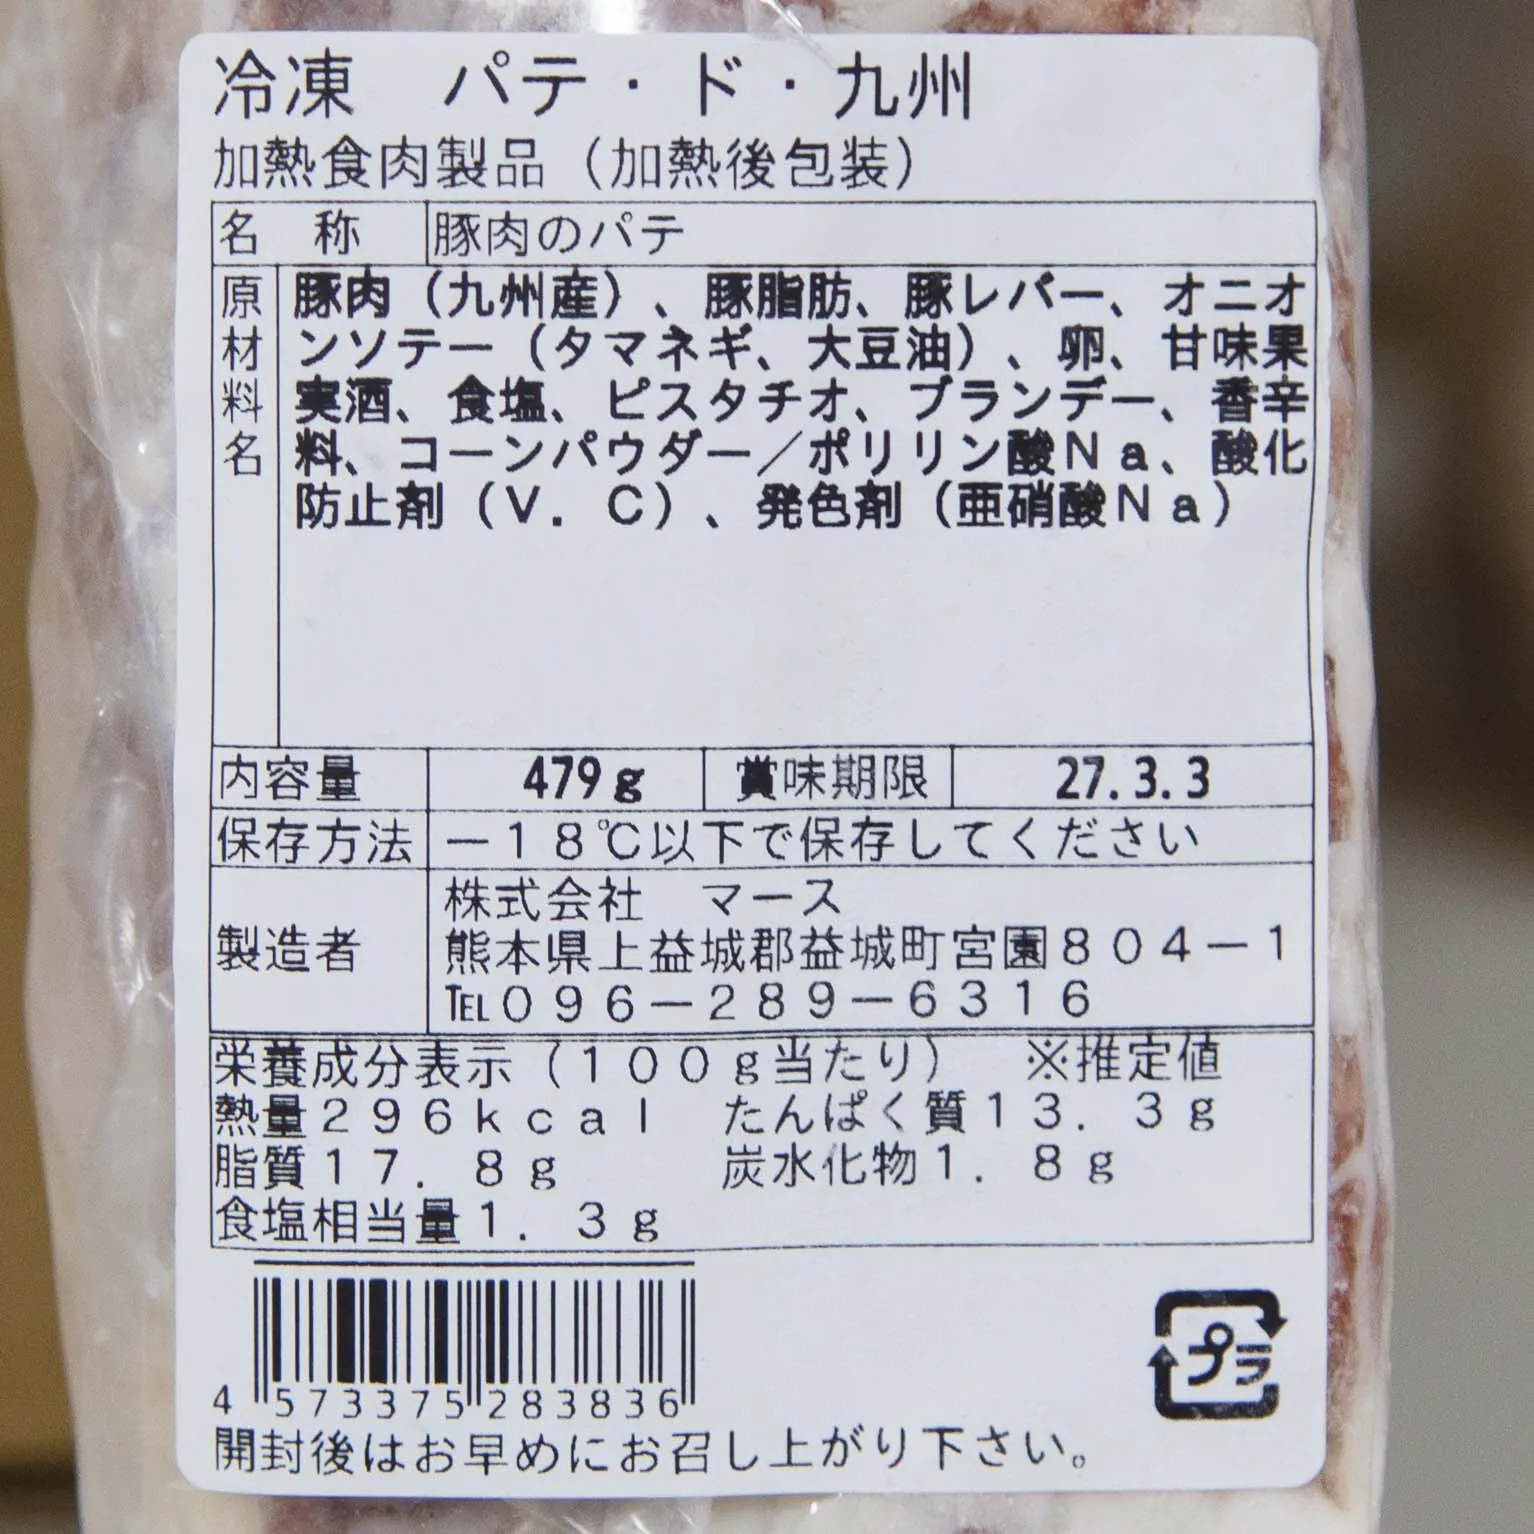 冷凍　パテ・ド・九州
加熱食肉製品（加熱後包装）
名　称　豚肉のパテ
原材料名　豚肉（九州産）、豚脂肪、豚レバー、オニオ
ンソテー（タマネギ、大豆油）、卵、甘味果
実酒、食塩、ピスタチオ、ブランデー、香辛
料、コーンパウダー／ポリリン酸Ｎａ、酸化
防止剤（Ｖ．Ｃ）、発色剤（亜硝酸Ｎａ）
内容量　479g　賞味期限　27.3.3
保存方法　－１８℃以下で保存してください
製造者　株式会社　マース
熊本県上益城郡益城町宮園８０４－１
℡０９６－２８９－６３１６
栄養成分表示（１００ｇ当たり）　※推定値
熱量２９６ｋｃａｌ　たんぱく質１３．３ｇ
脂質１７．８ｇ　炭水化物１．８ｇ
食塩相当量１．３ｇ
4 573375 283836
プラ
開封後はお早めにお召し上がり下さい。